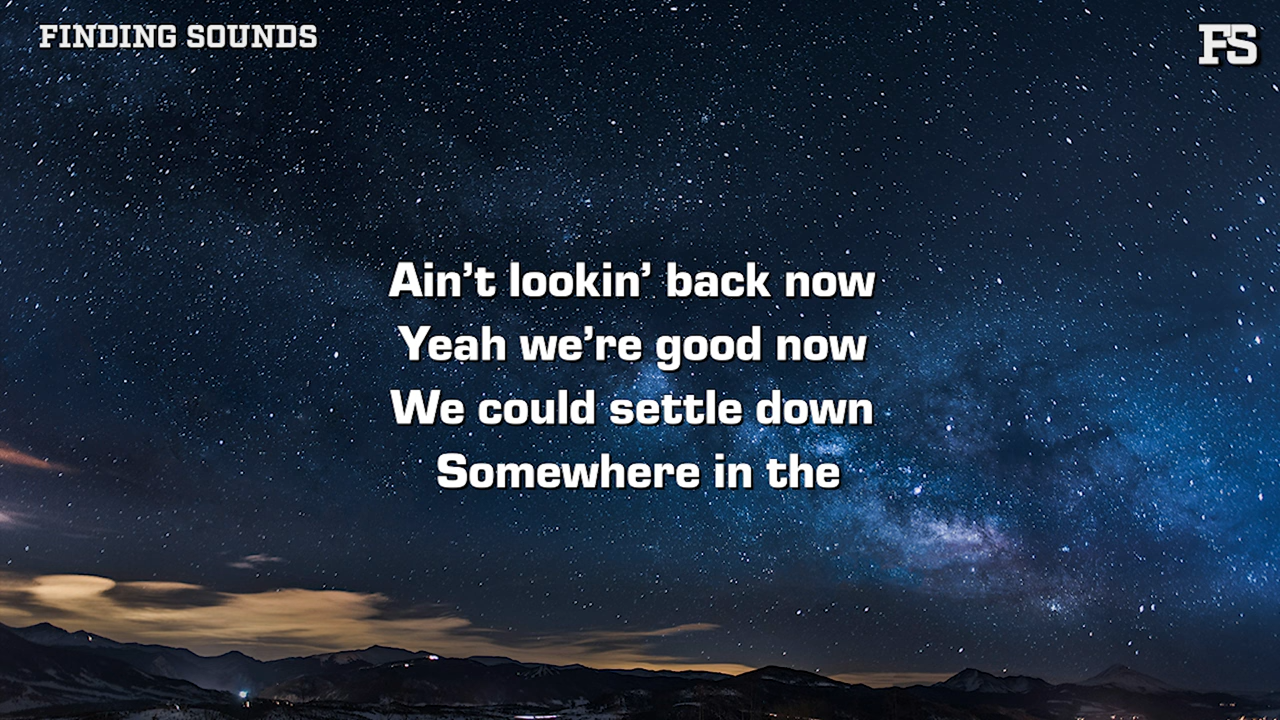 FINDING SOUNDS
FS
Ain’t lookin’ back now
Yeah we’re good now
We could settle down
Somewhere in the